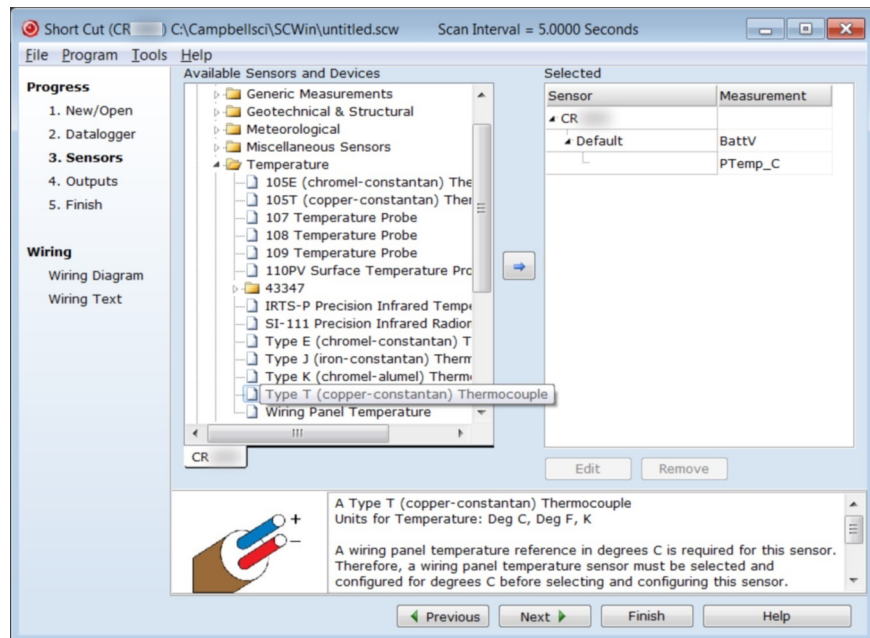 Short Cut (CR ) C:\Campbellsci\SCWin\untitled.scw Scan Interval = 5.0000 Seconds
File Program Tools Help
Progress
1. New/Open
2. Datalogger
3. Sensors
4. Outputs
5. Finish
Wiring
Wiring Diagram
Wiring Text
Available Sensors and Devices
Generic Measurements
Geotechnical & Structural
Meteorological
Miscellaneous Sensors
Temperature
105E (chromel-constantan) The
105T (copper-constantan) Ther
107 Temperature Probe
108 Temperature Probe
109 Temperature Probe
110PV Surface Temperature Pro
43347
IRTS-P Precision Infrared Tempe
SI-111 Precision Infrared Radior
Type E (chromel-constantan) T
Type J (iron-constantan) Therm
Type K (chromel-alumel) Thermo
Type T (copper-constantan) Thermocouple
Wiring Panel Temperature
CR
Selected
Sensor Measurement
CR
Default BattV
PTemp_C
Edit Remove
+
-
A Type T (copper-constantan) Thermocouple
Units for Temperature: Deg C, Deg F, K
A wiring panel temperature reference in degrees C is required for this sensor.
Therefore, a wiring panel temperature sensor must be selected and
configured for degrees C before selecting and configuring this sensor.
Previous Next Finish Help